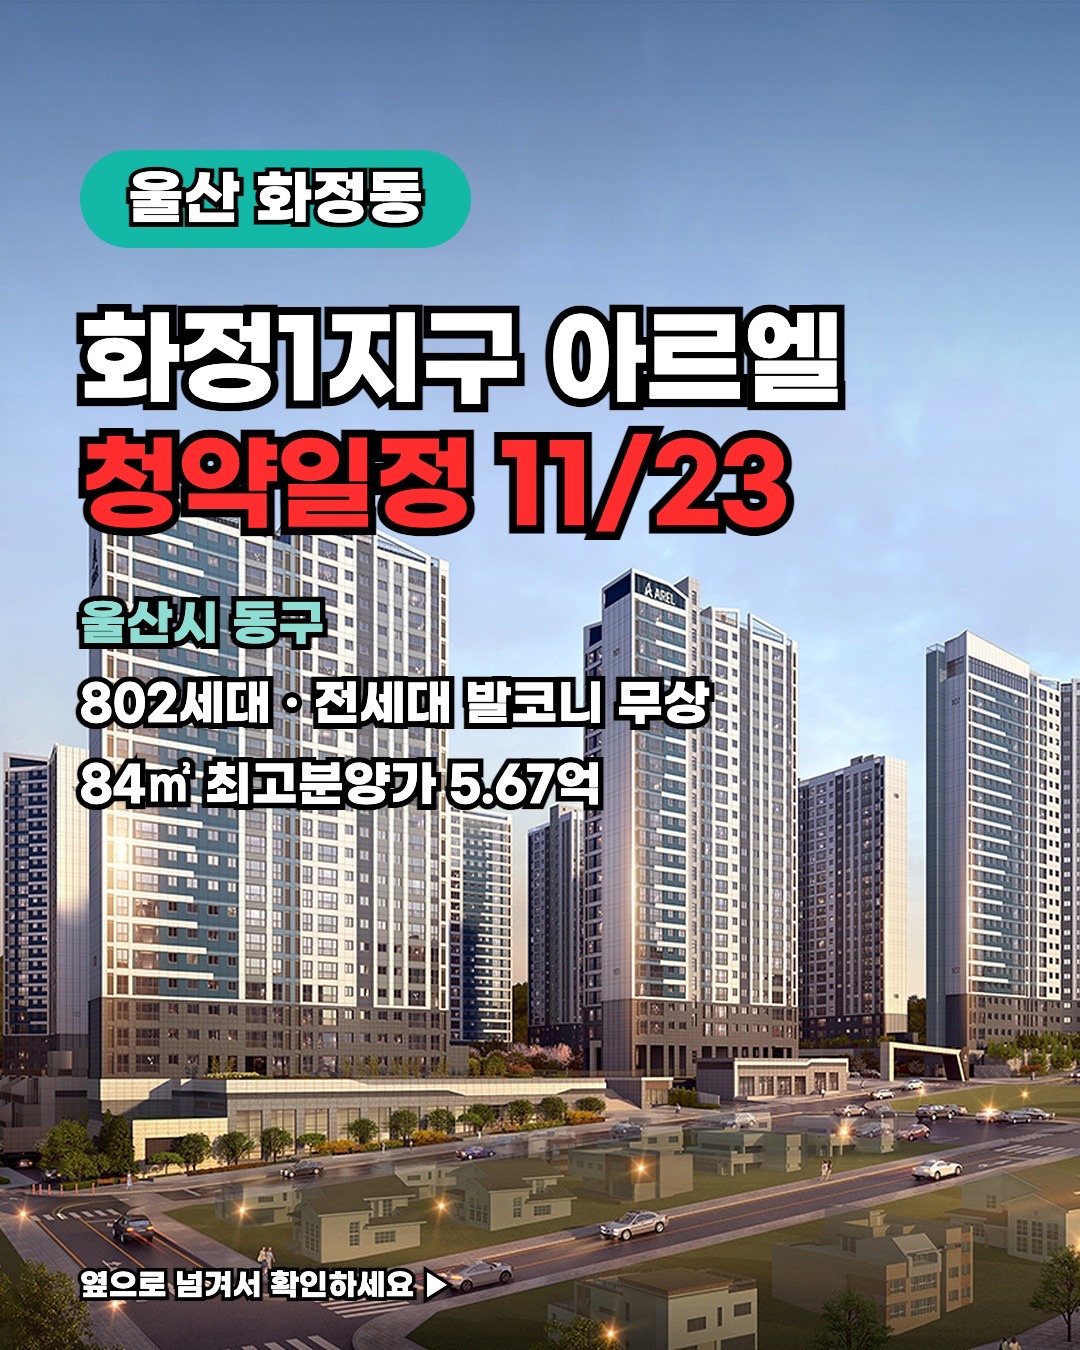 울산 화정동
화정1지구 아르엘
청약일정 11/23
AREL
울산시 동구
802세대 · 전세대 발코니 무상
84㎡ 최고분양가 5.67억
옆으로 넘겨서 확인하세요 ▶